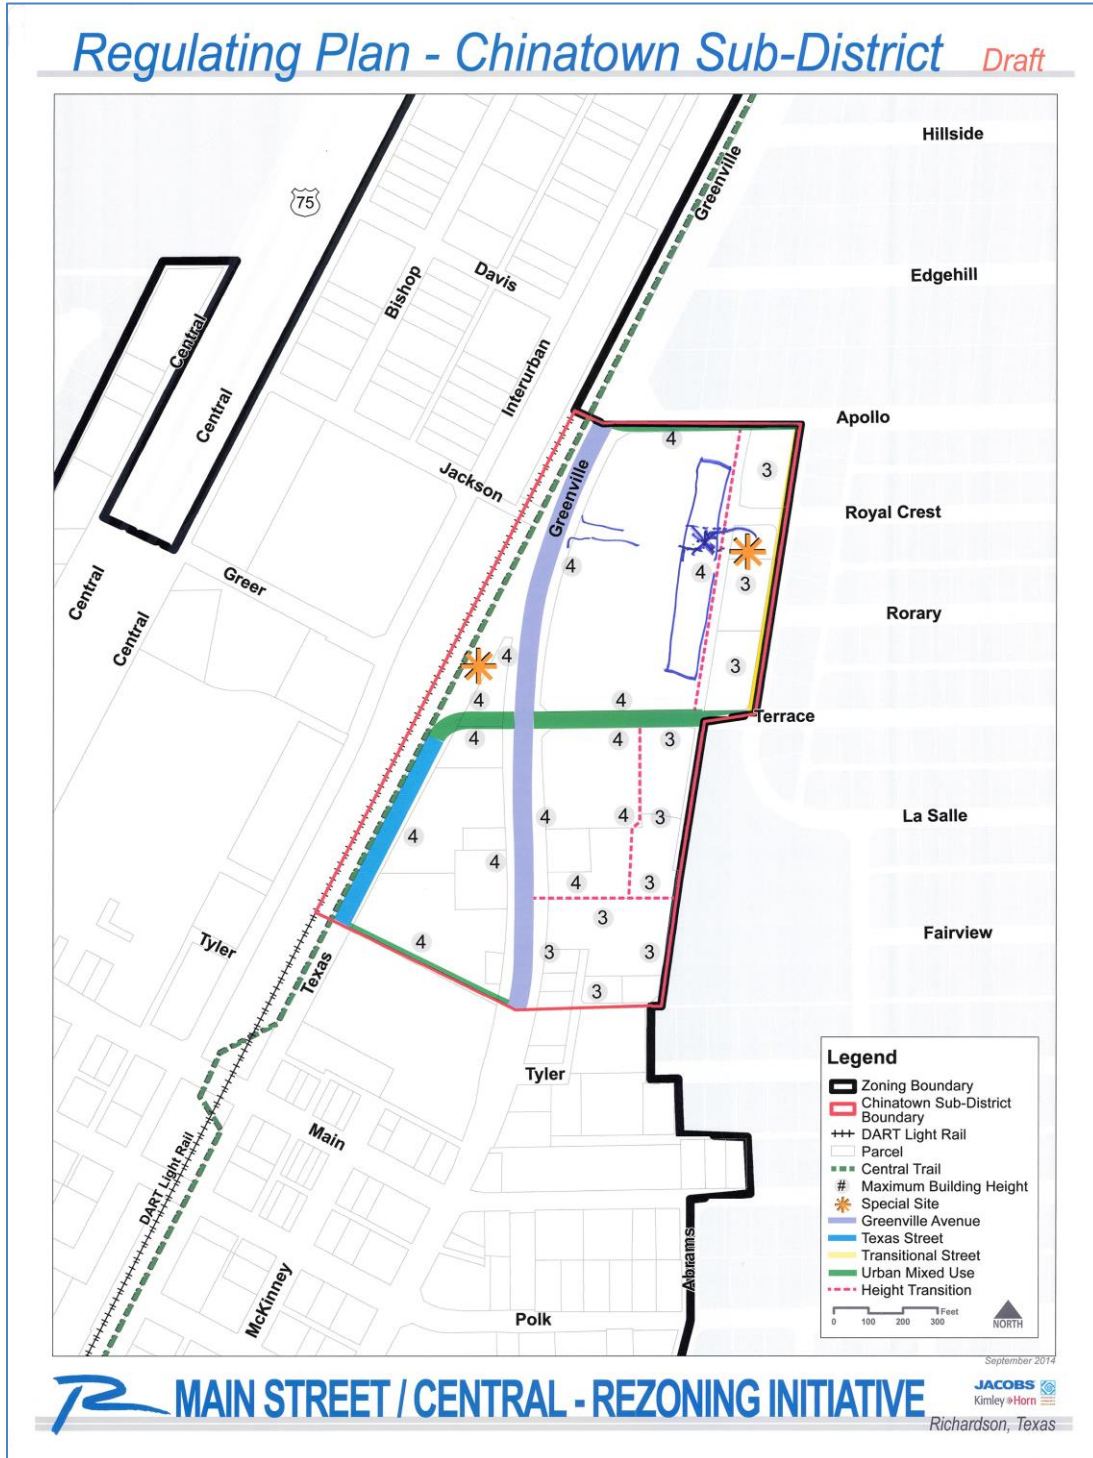 Regulating Plan - Chinatown Sub-District Draft
Hillside
75
Greenville
Edgehill
Davis
Bishop
Central
Interurban
Central
Apollo
4
3
Jackson
Greenville
Royal Crest
4
4
3
Central
Greer
Central
Rorary
4
3
4
4
Terrace
4
4
3
4
4
4
3
La Salle
4
4
3
3
Fairview
4
3
3
Tyler
Texas
3
Tyler
Main
DART Light Rail
Abrams
McKinney
Polk
Legend
Zoning Boundary
Chinatown Sub-District
Boundary
DART Light Rail
Parcel
Central Trail
# Maximum Building Height
Special Site
Greenville Avenue
Texas Street
Transitional Street
Urban Mixed Use
Height Transition
0 100 200 300 Feet
NORTH
September 2014
R MAIN STREET / CENTRAL - REZONING INITIATIVE
JACOBS
Kimley Horn
Richardson, Texas